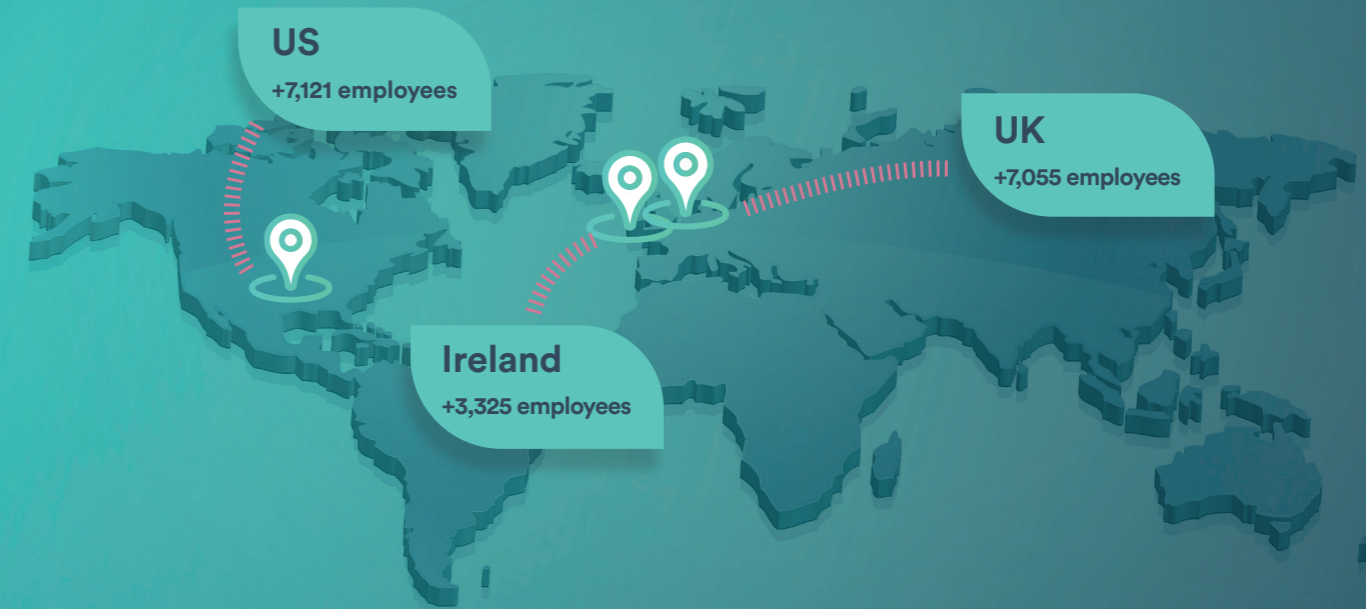 US
+7,121 employees
UK
+7,055 employees
Ireland
+3,325 employees